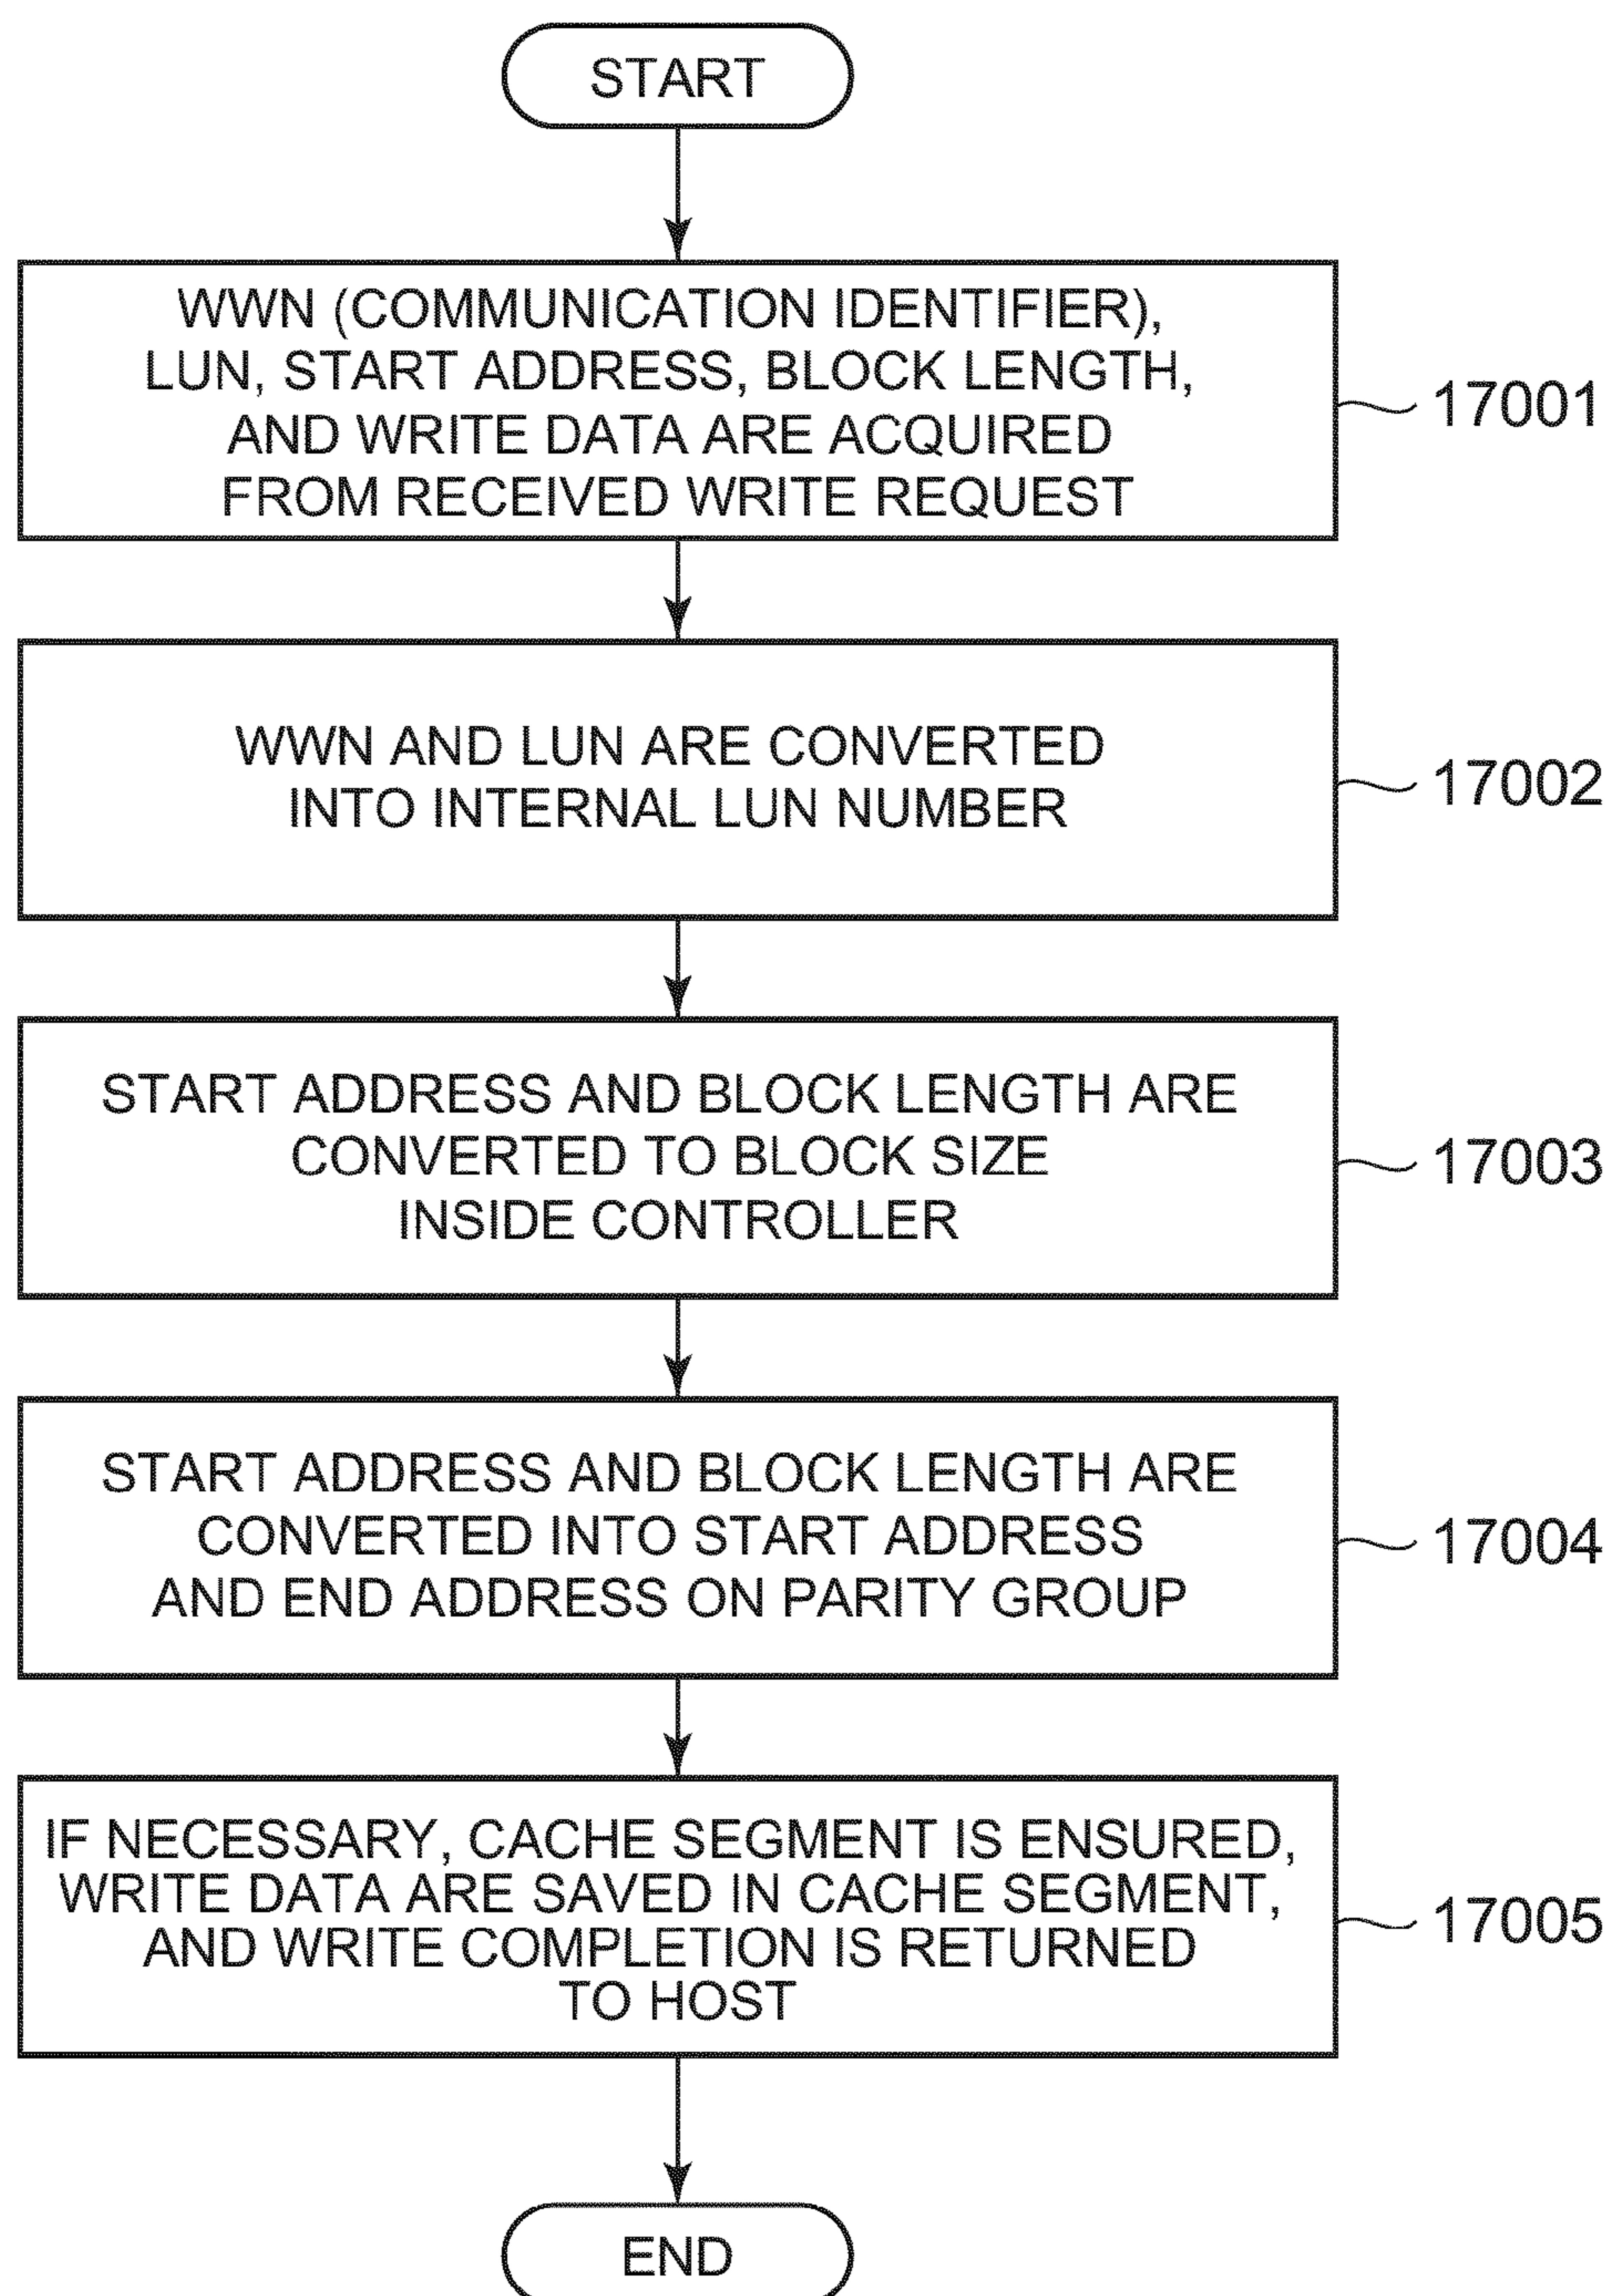 START
WWN (COMMUNICATION IDENTIFIER),
LUN, START ADDRESS, BLOCK LENGTH,
AND WRITE DATA ARE ACQUIRED
FROM RECEIVED WRITE REQUEST
17001
WWN AND LUN ARE CONVERTED
INTO INTERNAL LUN NUMBER
17002
START ADDRESS AND BLOCK LENGTH ARE
CONVERTED TO BLOCK SIZE
INSIDE CONTROLLER
17003
START ADDRESS AND BLOCK LENGTH ARE
CONVERTED INTO START ADDRESS
AND END ADDRESS ON PARITY GROUP
17004
IF NECESSARY, CACHE SEGMENT IS ENSURED,
WRITE DATA ARE SAVED IN CACHE SEGMENT,
AND WRITE COMPLETION IS RETURNED
TO HOST
17005
END